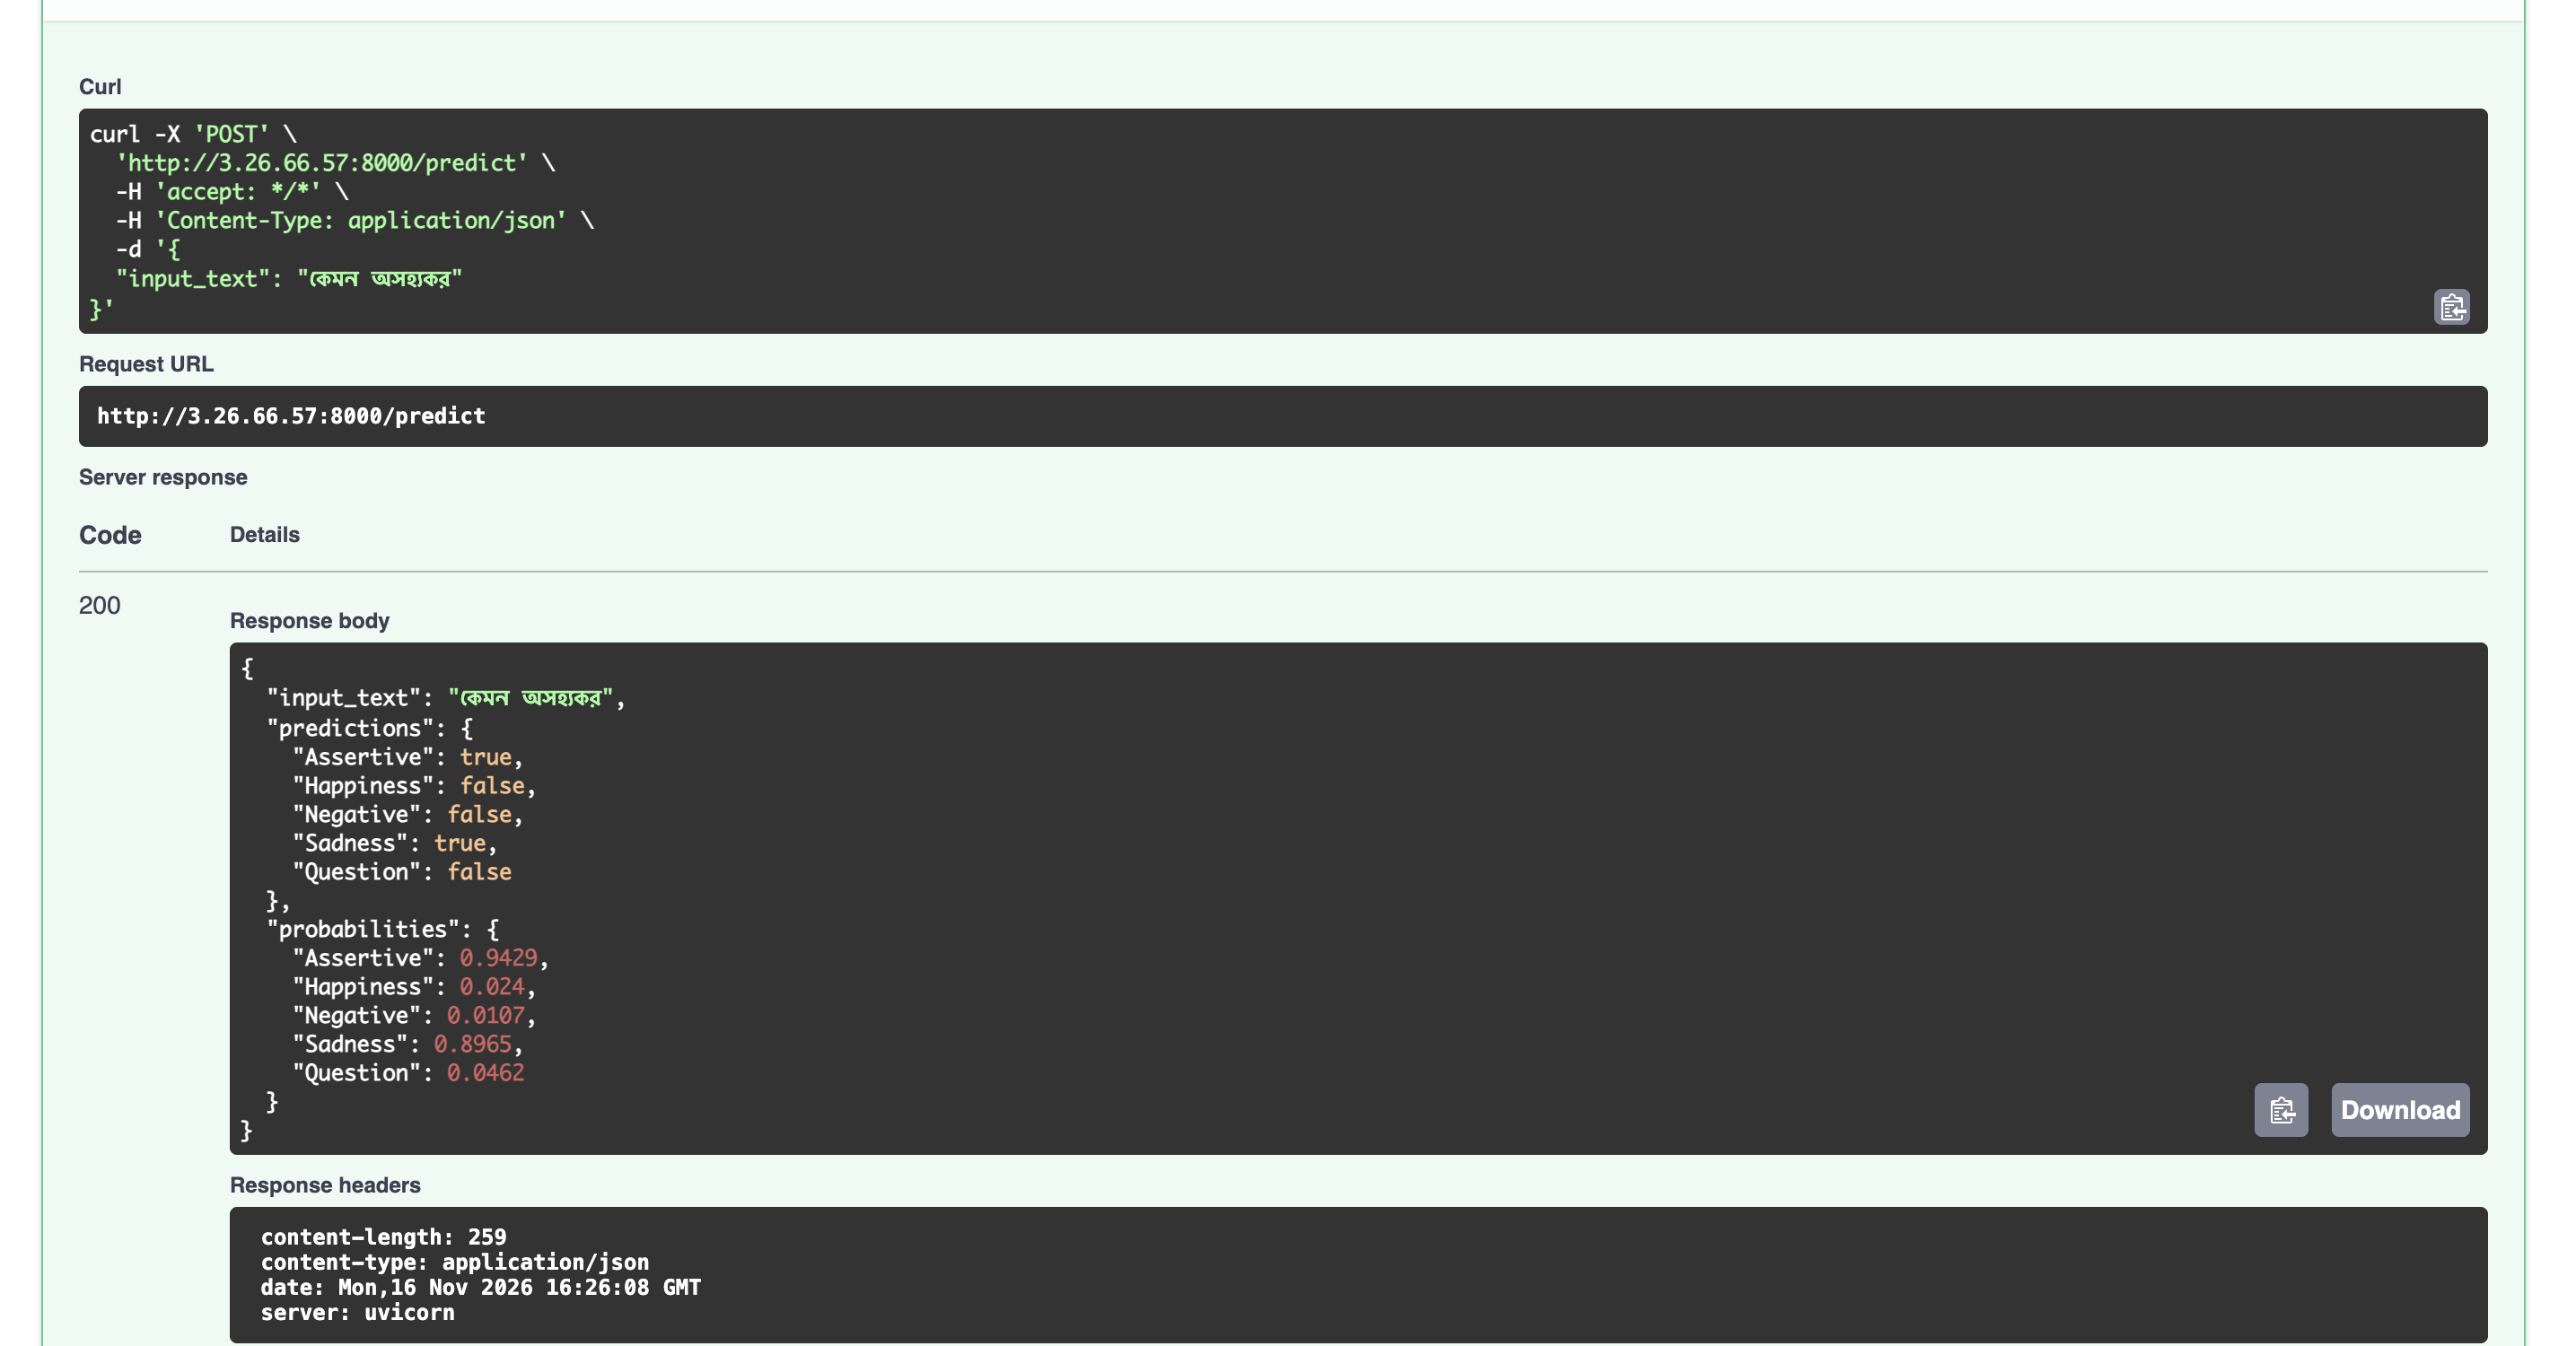 Curl
curl -X 'POST' \
  'http://3.26.66.57:8000/predict' \
  -H 'accept: */*' \
  -H 'Content-Type: application/json' \
  -d '{
  "input_text": "কেমন অসহ্যকর"
}'
Request URL
http://3.26.66.57:8000/predict
Server response
Code Details
200
Response body
{
  "input_text": "কেমন অসহ্যকর",
  "predictions": {
    "Assertive": true,
    "Happiness": false,
    "Negative": false,
    "Sadness": true,
    "Question": false
  },
  "probabilities": {
    "Assertive": 0.9429,
    "Happiness": 0.024,
    "Negative": 0.0107,
    "Sadness": 0.8965,
    "Question": 0.0462
  }
}
Download
Response headers
content-length: 259
content-type: application/json
date: Mon,16 Nov 2026 16:26:08 GMT
server: uvicorn